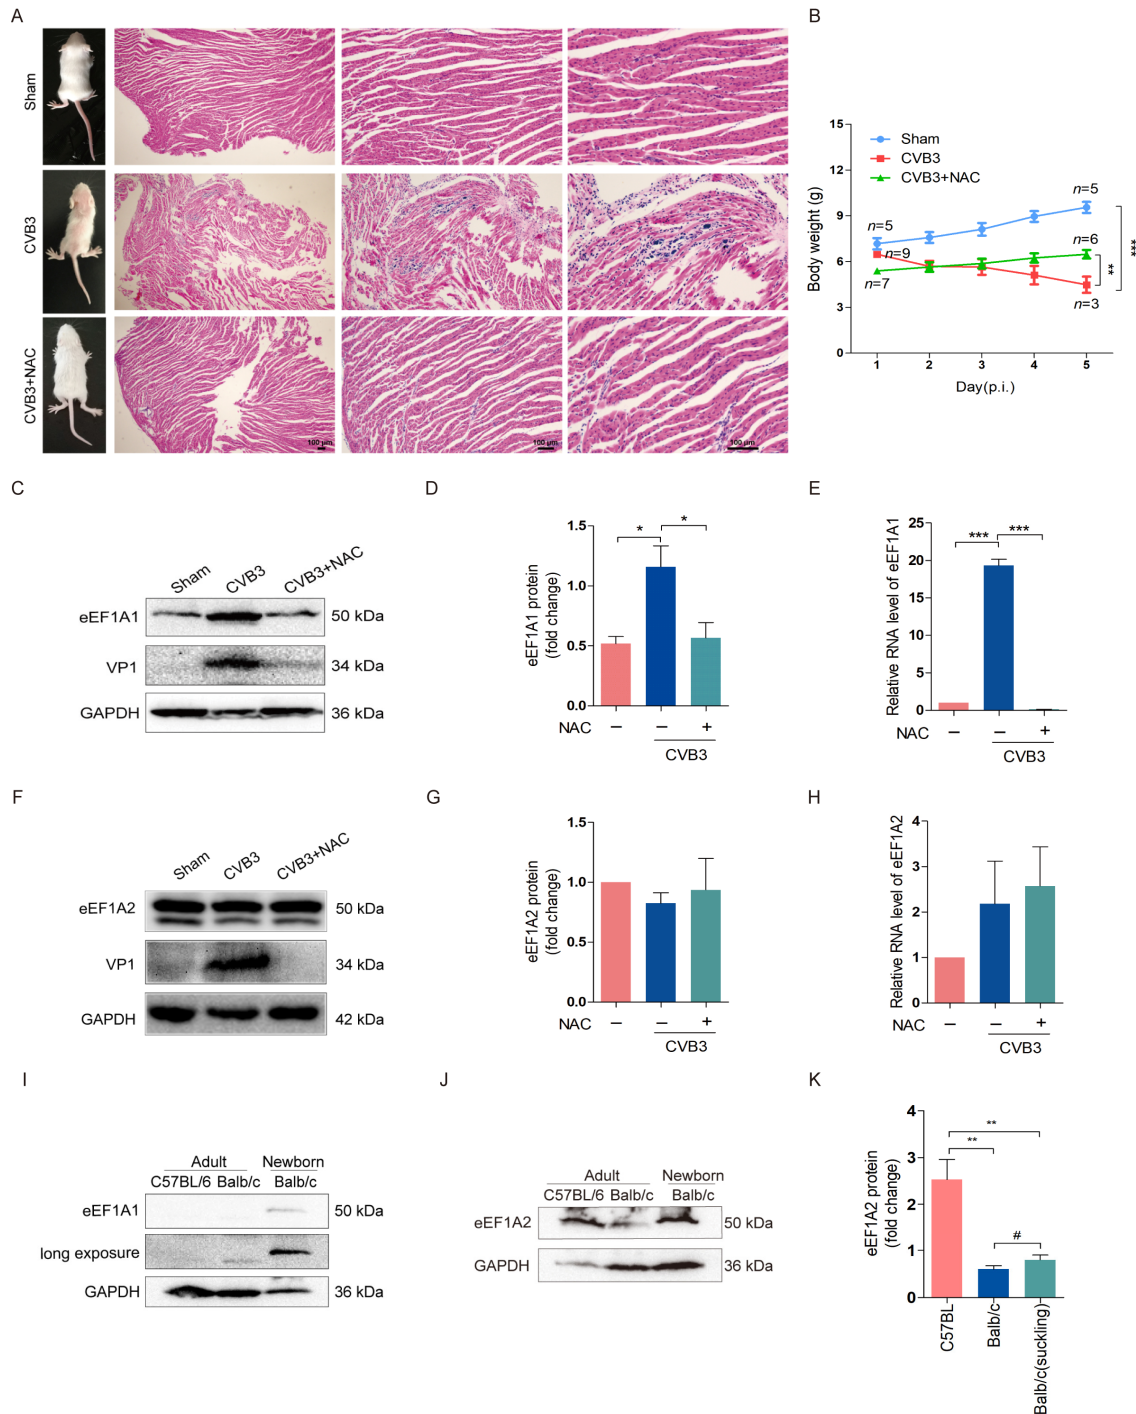 A
Sham
CVB3
CVB3+NAC
100 μm
100 μm
100 μm
B
Body weight (g)
15
12
9
6
3
0
Sham
CVB3
CVB3+NAC
n=5
n=9
n=7
n=5
n=6
n=3
**
***
1 2 3 4 5
Day(p.i.)
C
Sham CVB3 CVB3+NAC
eEF1A1 50 kDa
VP1 34 kDa
GAPDH 36 kDa
D
eEF1A1 protein
(fold change)
1.5
1.0
0.5
0.0
* *
NAC – – +
CVB3
E
Relative RNA level of eEF1A1
25
20
15
10
5
0
*** ***
NAC – – +
CVB3
F
Sham CVB3 CVB3+NAC
eEF1A2 50 kDa
VP1 34 kDa
GAPDH 42 kDa
G
eEF1A2 protein
(fold change)
1.5
1.0
0.5
0.0
NAC – – +
CVB3
H
Relative RNA level of eEF1A2
4
3
2
1
0
NAC – – +
CVB3
I
Adult Newborn
C57BL/6 Balb/c Balb/c
eEF1A1 50 kDa
long exposure
GAPDH 36 kDa
J
Adult Newborn
C57BL/6 Balb/c Balb/c
eEF1A2 50 kDa
GAPDH 36 kDa
K
eEF1A2 protein
(fold change)
4
3
2
1
0
**
**
#
C57BL
Balb/c
Balb/c(suckling)